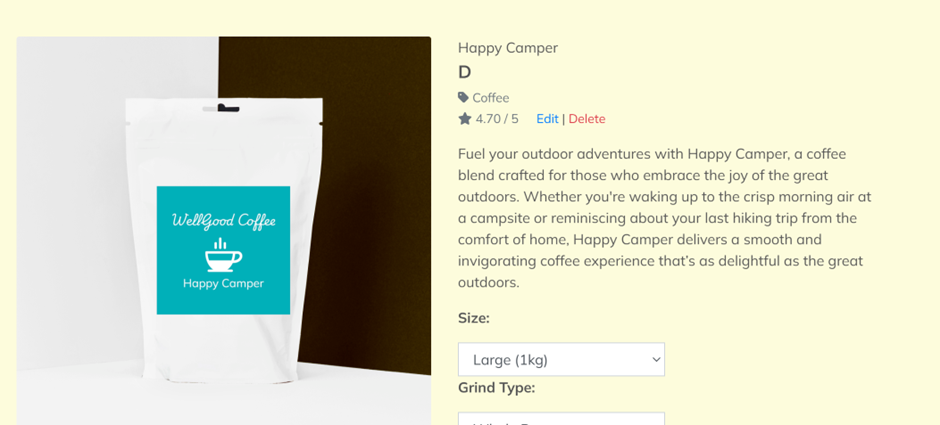 Happy Camper
D
Coffee
4.70 / 5 Edit | Delete
Fuel your outdoor adventures with Happy Camper, a coffee
blend crafted for those who embrace the joy of the great
outdoors. Whether you're waking up to the crisp morning air at
a campsite or reminiscing about your last hiking trip from the
comfort of home, Happy Camper delivers a smooth and
invigorating coffee experience that’s as delightful as the great
outdoors.
Size:
Large (1kg)
Grind Type:
WellGood Coffee
Happy Camper